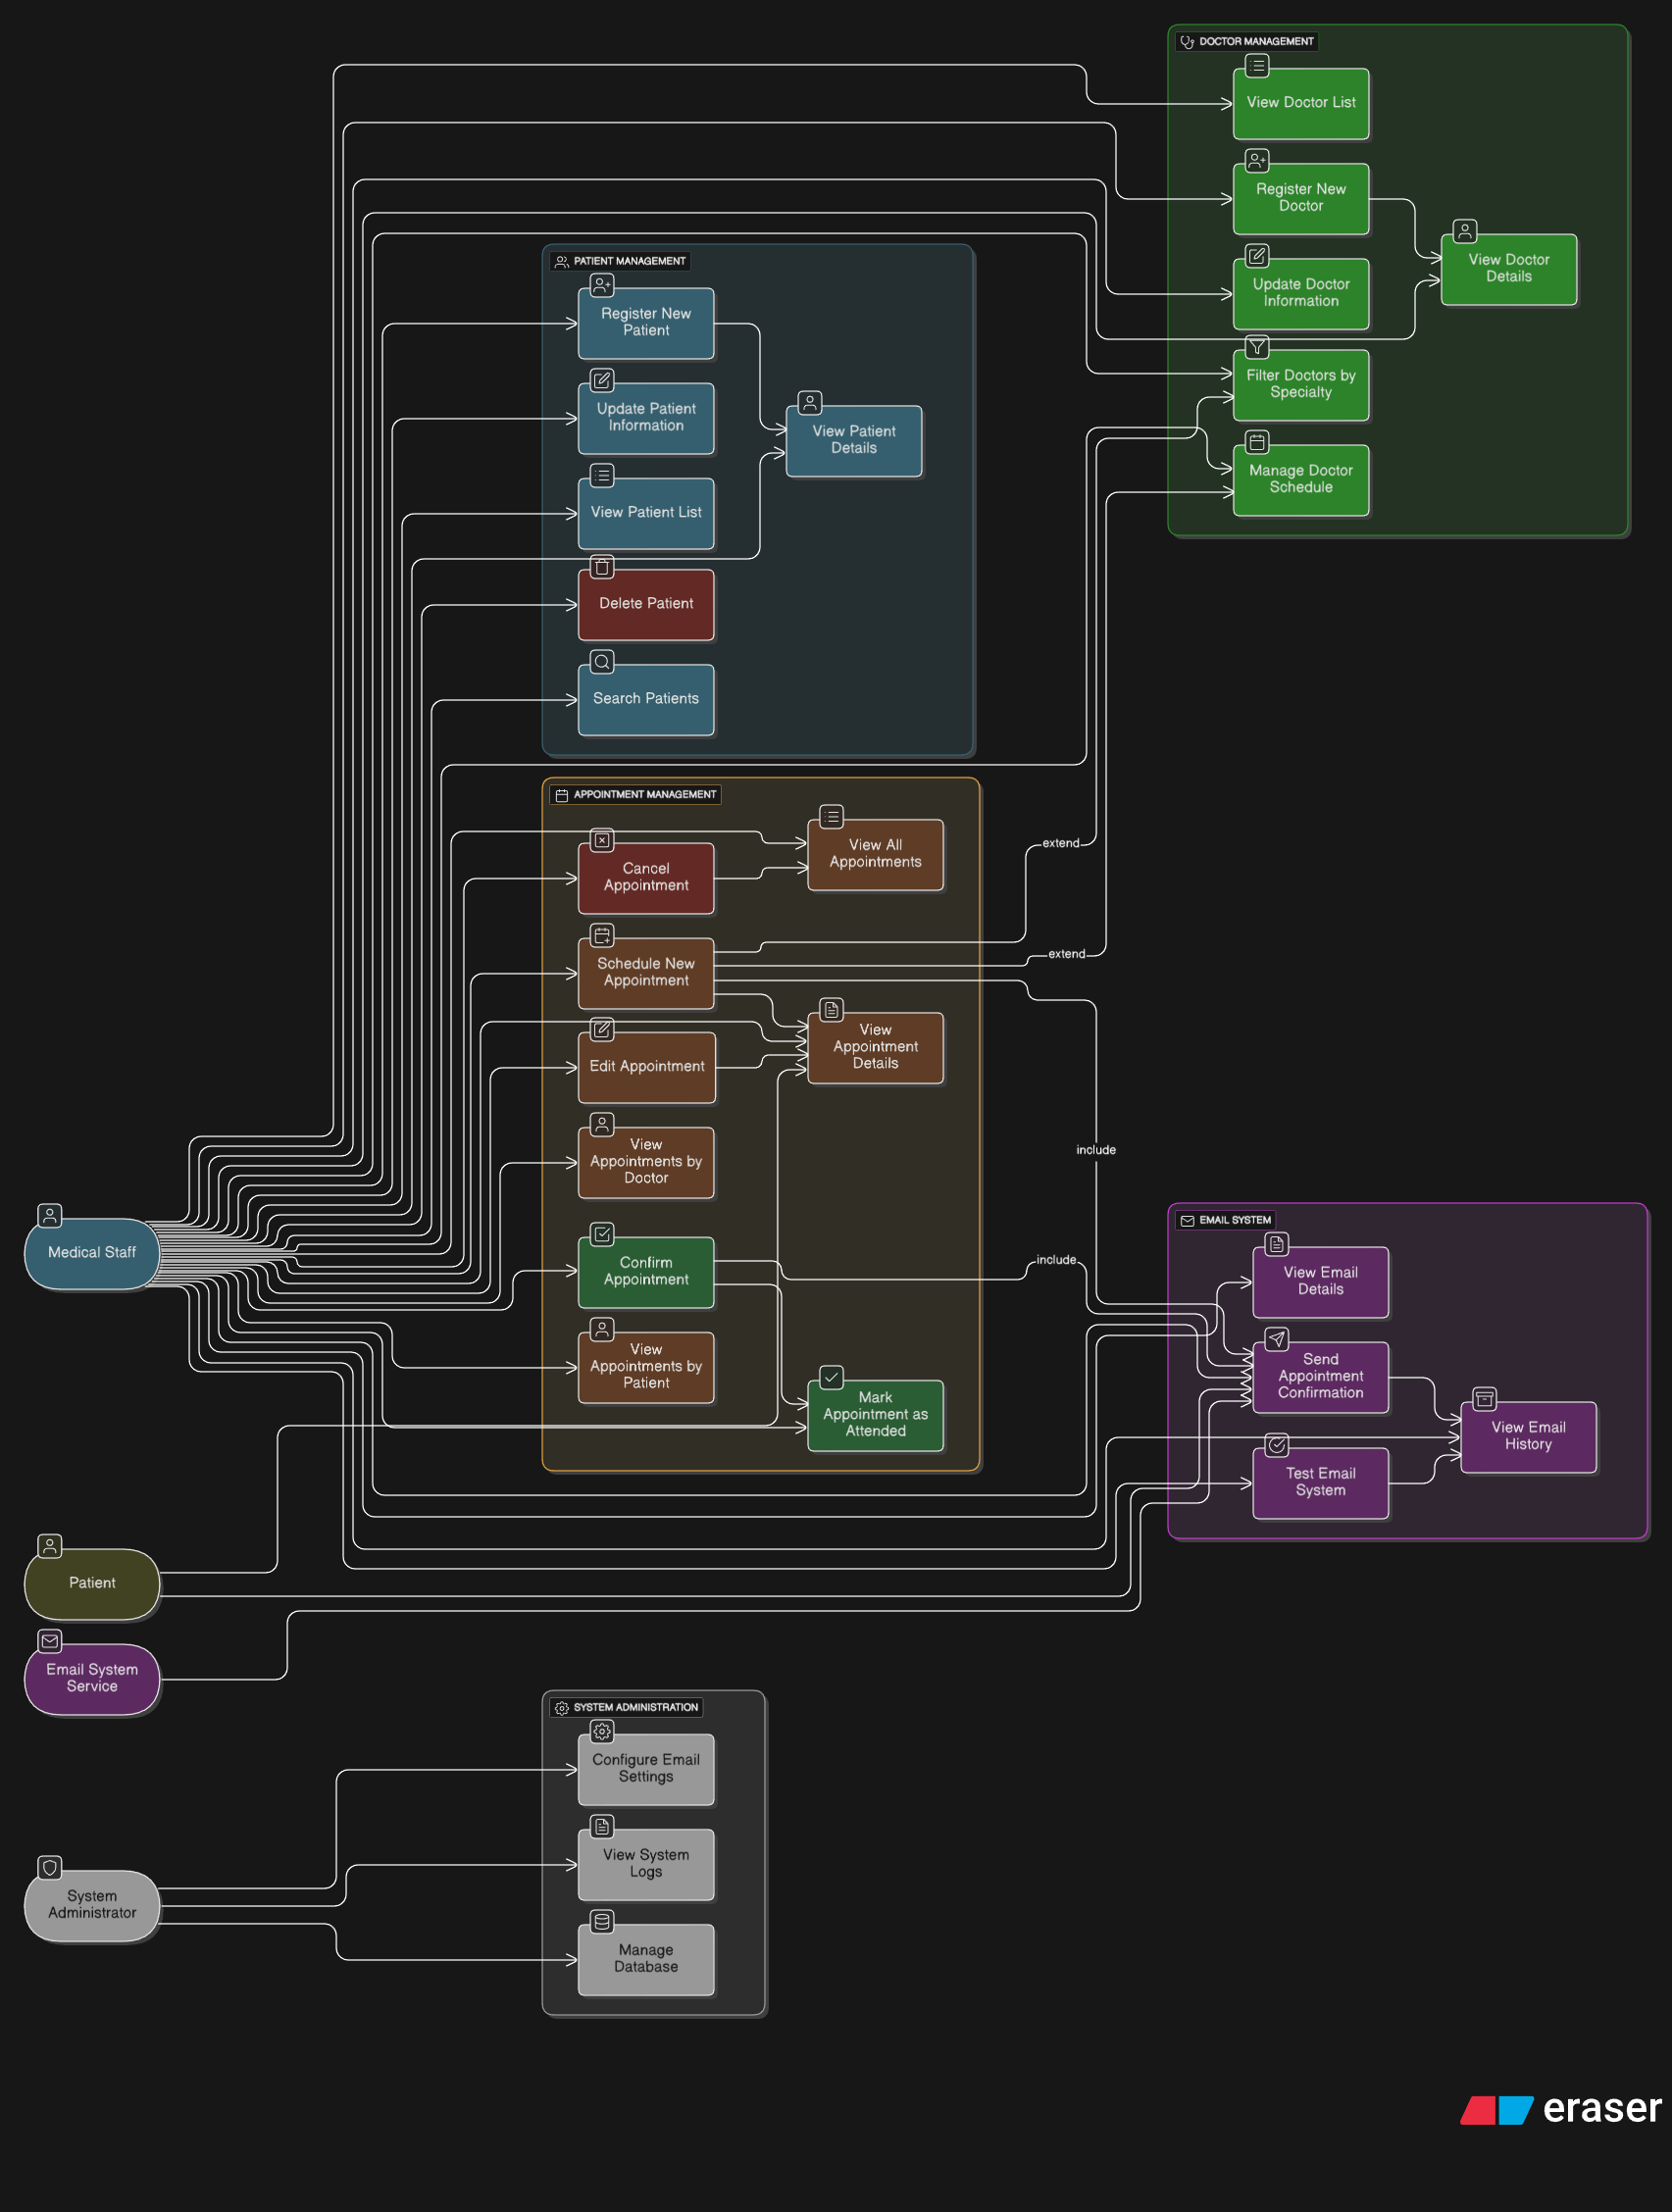 DOCTOR MANAGEMENT
View Doctor List
Register New
Doctor
Update Doctor
Information
View Doctor
Details
Filter Doctors by
Specialty
Manage Doctor
Schedule
PATIENT MANAGEMENT
Register New
Patient
Update Patient
Information
View Patient
Details
View Patient List
Delete Patient
Search Patients
APPOINTMENT MANAGEMENT
View All
Appointments
Cancel
Appointment
extend
Schedule New
Appointment
extend
View
Appointment
Details
Edit Appointment
View
Appointments by
Doctor
include
Confirm
Appointment
include
View
Appointments by
Patient
Mark
Appointment as
Attended
Medical Staff
EMAIL SYSTEM
View Email
Details
Send
Appointment
Confirmation
View Email
History
Test Email
System
Patient
Email System
Service
SYSTEM ADMINISTRATION
Configure Email
Settings
View System
Logs
Manage
Database
System
Administrator
eraser